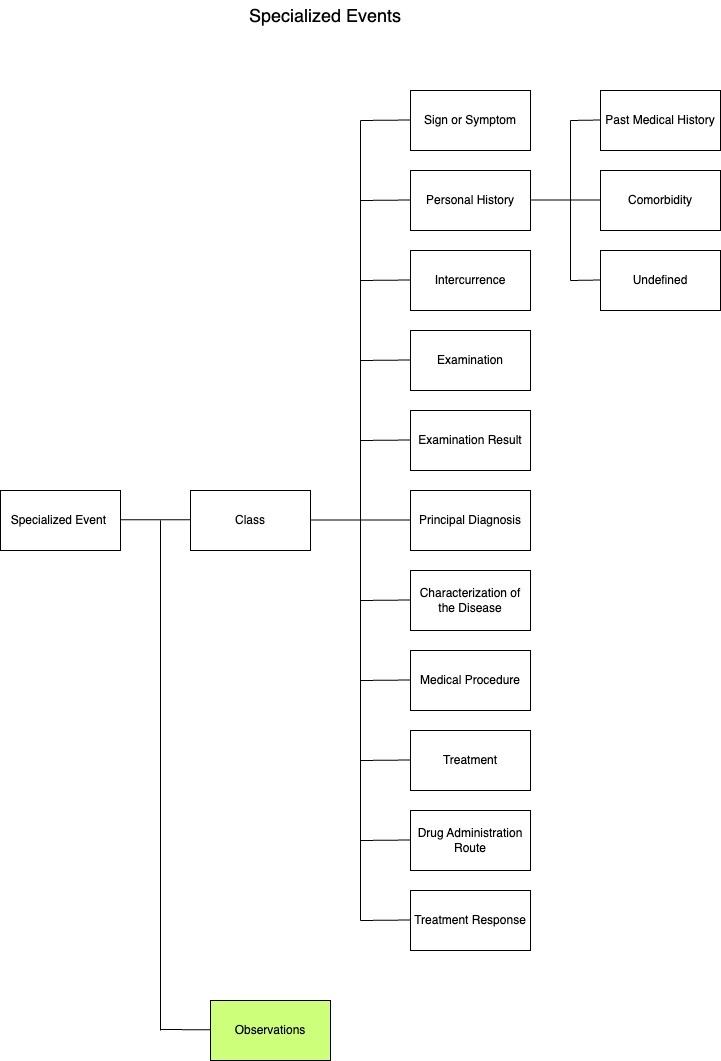 Specialized Events
Sign or Symptom
Past Medical History
Personal History
Comorbidity
Intercurrence
Undefined
Examination
Examination Result
Specialized Event
Class
Principal Diagnosis
Characterization of
the Disease
Medical Procedure
Treatment
Drug Administration
Route
Treatment Response
Observations